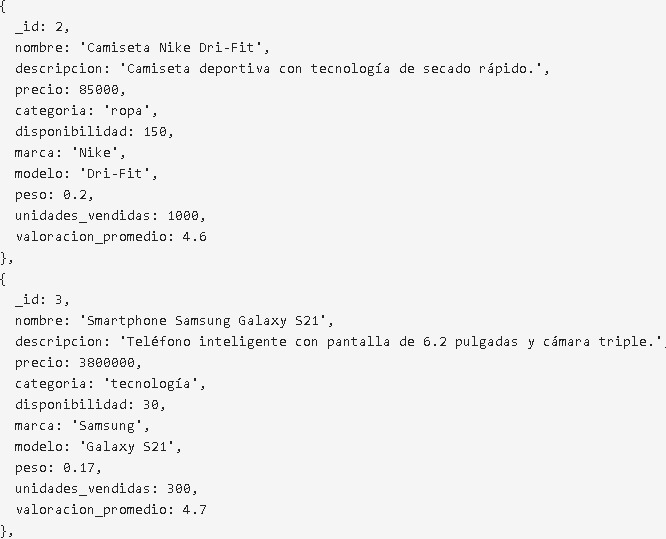 {
_id: 2,
nombre: 'Camiseta Nike Dri-Fit',
descripcion: 'Camiseta deportiva con tecnología de secado rápido.',
precio: 85000,
categoria: 'ropa',
disponibilidad: 150,
marca: 'Nike',
modelo: 'Dri-Fit',
peso: 0.2,
unidades_vendidas: 1000,
valoracion_promedio: 4.6
},
{
_id: 3,
nombre: 'Smartphone Samsung Galaxy S21',
descripcion: 'Teléfono inteligente con pantalla de 6.2 pulgadas y cámara triple.',
precio: 3800000,
categoria: 'tecnología',
disponibilidad: 30,
marca: 'Samsung',
modelo: 'Galaxy S21',
peso: 0.17,
unidades_vendidas: 300,
valoracion_promedio: 4.7
},